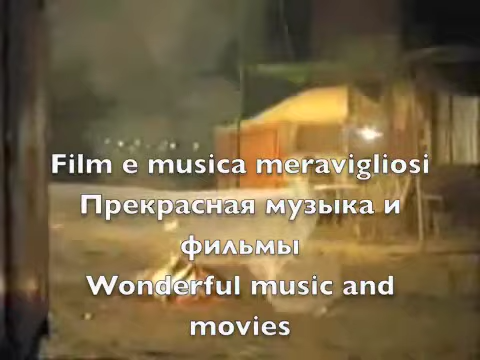 Film e musica meravigliosi
Прекрасная музыка и
фильмы
Wonderful music and
movies